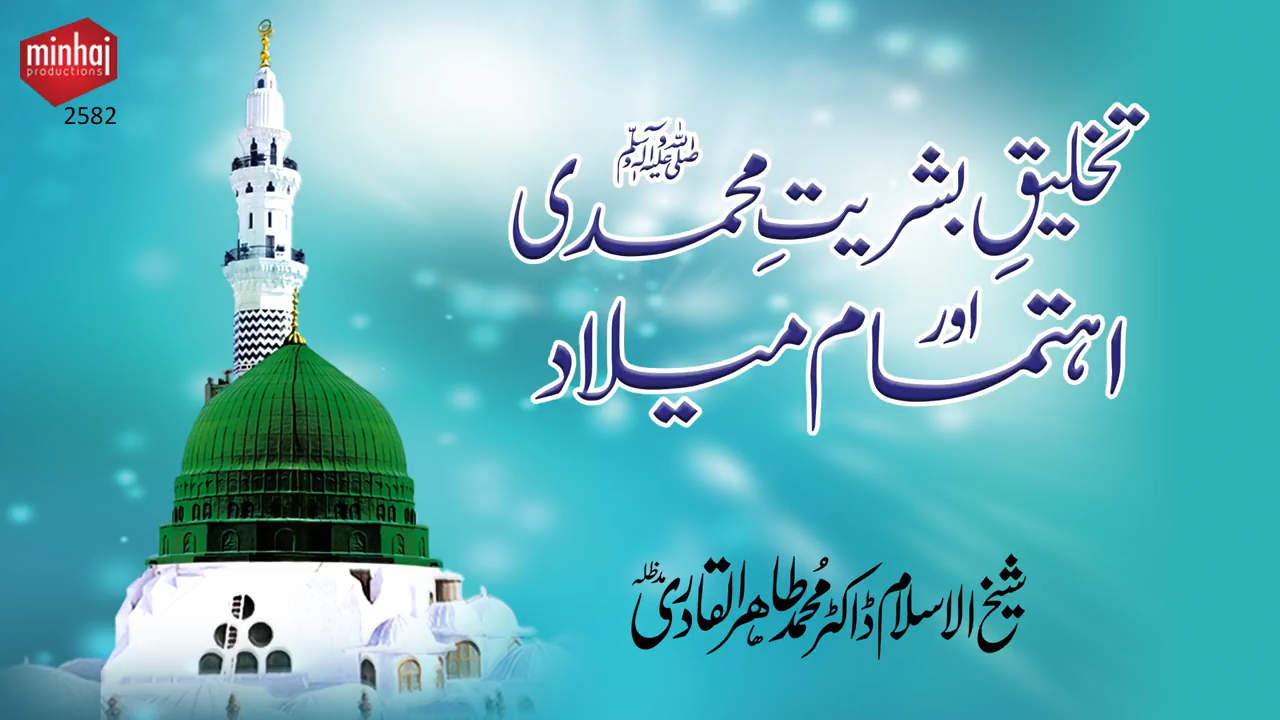 minhaj
productions
2582
تخلیقِ بشریتِ محمدی ﷺ
اور
اہتمام میلاد
شیخ الاسلام ڈاکٹر محمد طاہر القادری مدظلہ